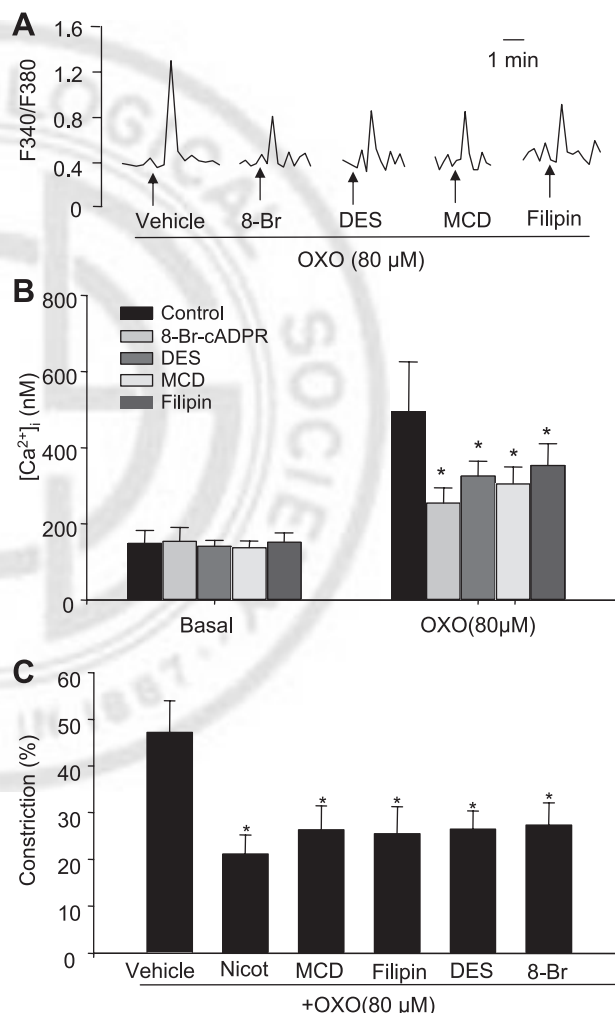 A
F340/F380
1.6
1.2
0.8
0.4
0
1 min
Vehicle 8-Br DES MCD Filipin
OXO (80 µM)
B
[Ca²⁺]ᵢ (nM)
800
600
400
200
0
Control
8-Br-cADPR
DES
MCD
Filipin
* * * *
Basal OXO(80µM)
C
Constriction (%)
60
50
40
30
20
10
0
* * * * *
Vehicle Nicot MCD Filipin DES 8-Br
+OXO(80 µM)
LOGICAL
SOCIETY
1887